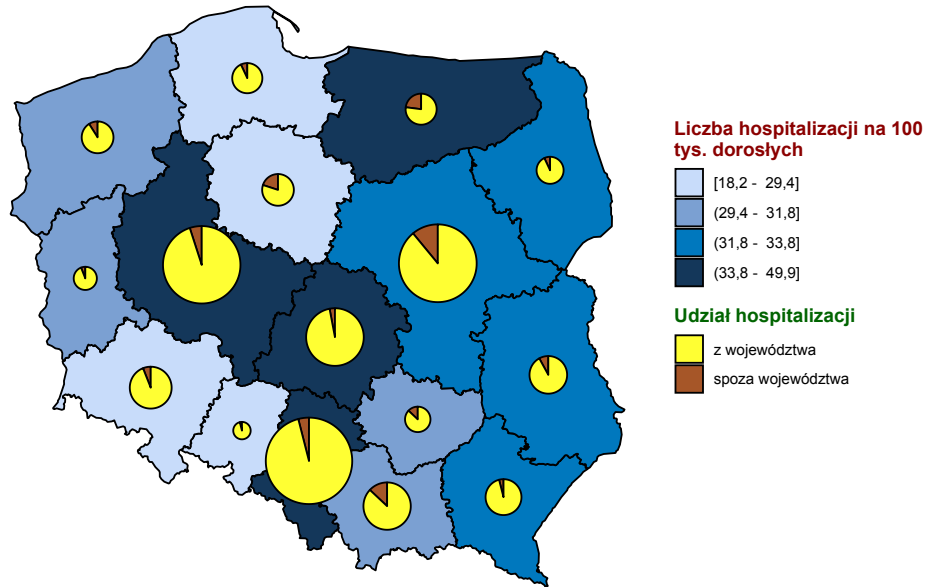 Liczba hospitalizacji na 100
tys. dorosłych
[18,2 - 29,4]
(29,4 - 31,8]
(31,8 - 33,8]
(33,8 - 49,9]
Udział hospitalizacji
z województwa
spoza województwa